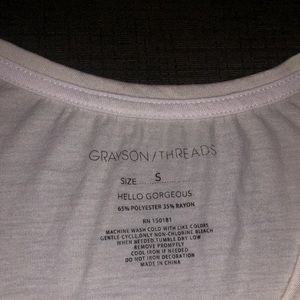 GRAYSON/THREADS
SIZE S
HELLO GORGEOUS
65% POLYESTER 35% RAYON
RN 150181
MACHINE WASH COLD WITH LIKE COLORS
GENTLE CYCLE,ONLY NON-CHLORINE BLEACH
WHEN NEEDED,TUMBLE DRY LOW
REMOVE PROMPTLY
COOL IRON IF NEEDED
DO NOT IRON DECORATION
MADE IN CHINA